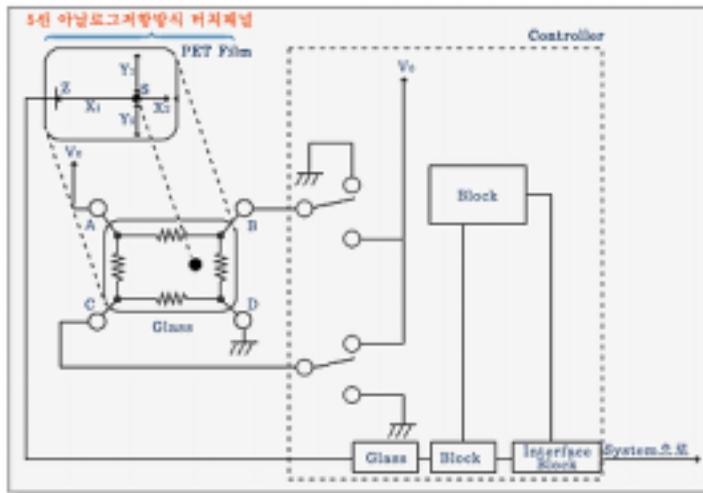 5선 아날로그저항방식 터치패널
Controller
PET Film
V₀
Z
Y₂
S
X₁
X₂
Y₁
V₀
A
B
Block
C
D
Glass
Glass
Block
Interface
Block
System으로